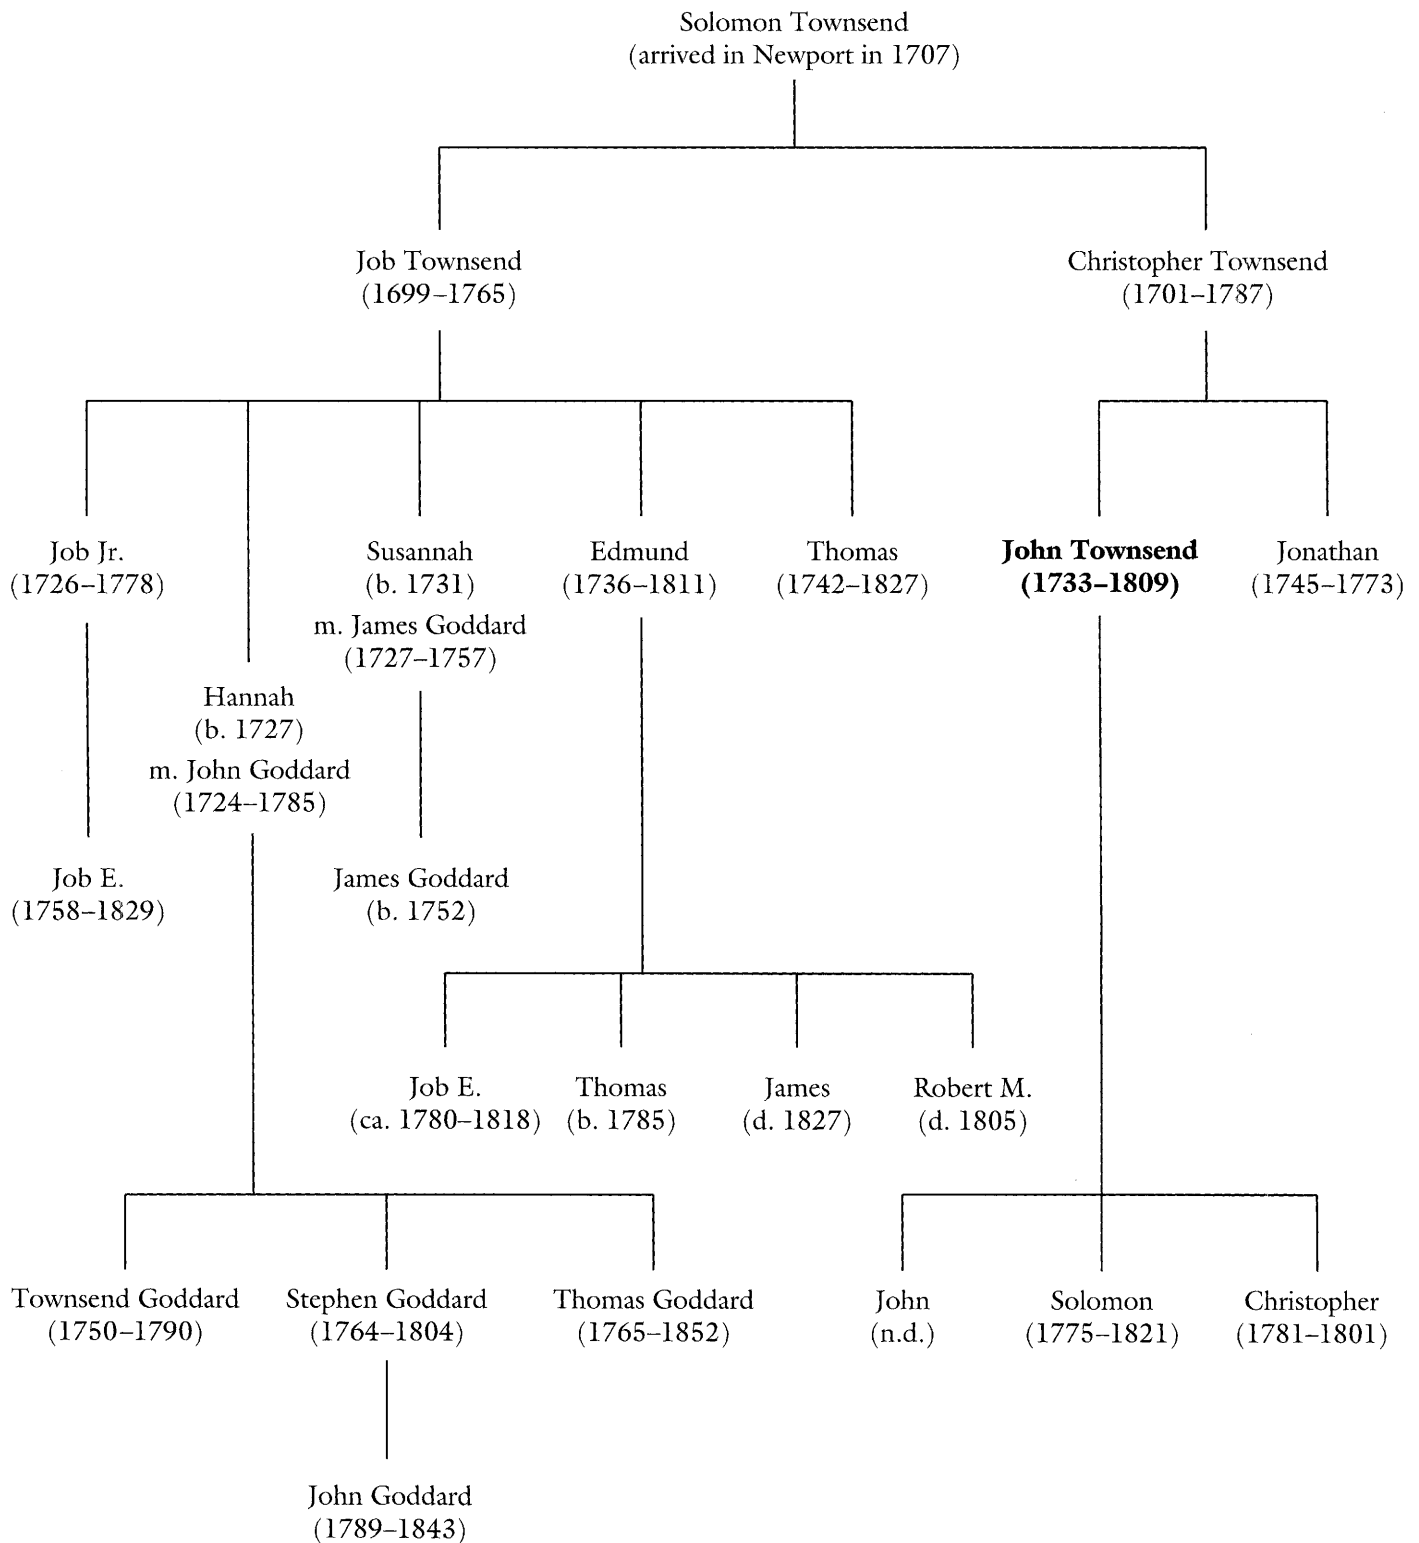 Solomon Townsend
(arrived in Newport in 1707)
Job Townsend
(1699–1765)
Christopher Townsend
(1701–1787)
Job Jr.
(1726–1778)
Susannah
(b. 1731)
m. James Goddard
(1727–1757)
Edmund
(1736–1811)
Thomas
(1742–1827)
John Townsend
(1733–1809)
Jonathan
(1745–1773)
Hannah
(b. 1727)
m. John Goddard
(1724–1785)
Job E.
(1758–1829)
James Goddard
(b. 1752)
Job E.
(ca. 1780–1818)
Thomas
(b. 1785)
James
(d. 1827)
Robert M.
(d. 1805)
Townsend Goddard
(1750–1790)
Stephen Goddard
(1764–1804)
Thomas Goddard
(1765–1852)
John
(n.d.)
Solomon
(1775–1821)
Christopher
(1781–1801)
John Goddard
(1789–1843)